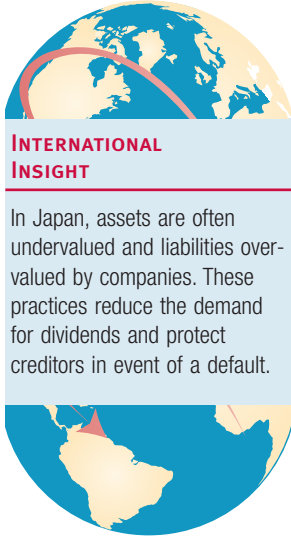 INTERNATIONAL
INSIGHT
In Japan, assets are often
undervalued and liabilities over-
valued by companies. These
practices reduce the demand
for dividends and protect
creditors in event of a default.